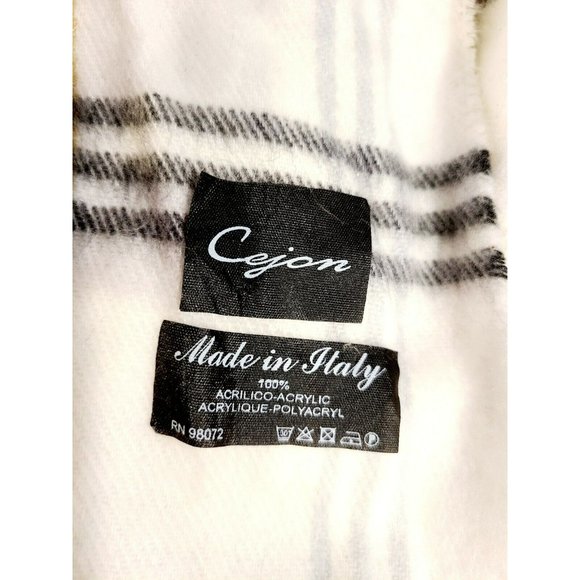 Cejon
Made in Italy
100%
ACRILICO-ACRYLIC
ACRYLIQUE-POLYACRYL
RN 98072